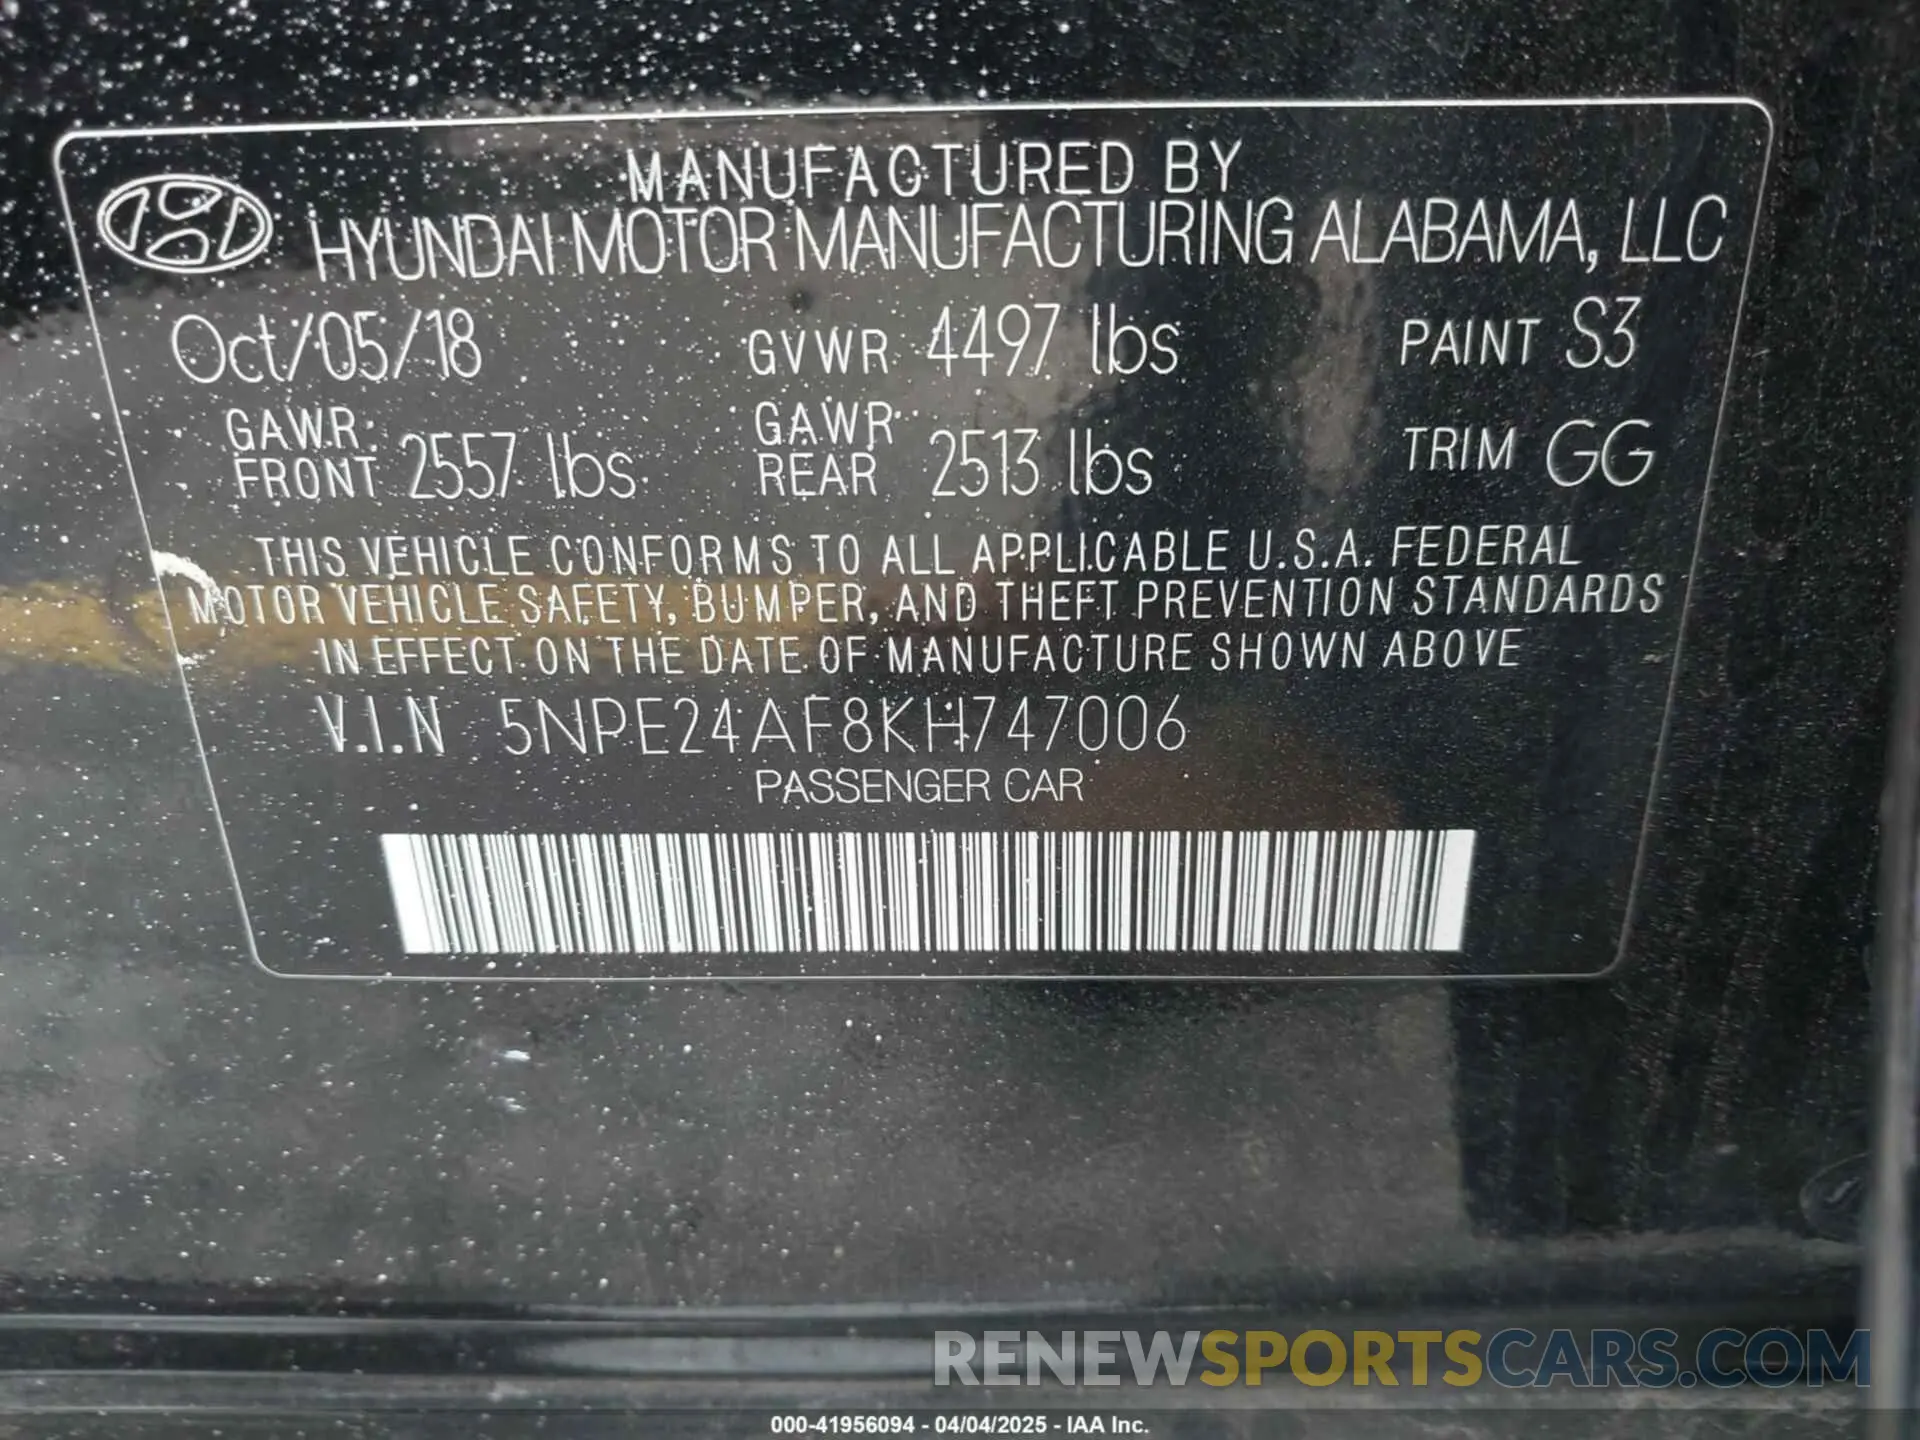 MANUFACTURED BY
HYUNDAI MOTOR MANUFACTURING ALABAMA, LLC
Oct/05/18 GVWR 4497 lbs PAINT S3
GAWR FRONT 2557 lbs GAWR REAR 2513 lbs TRIM GG
THIS VEHICLE CONFORMS TO ALL APPLICABLE U.S.A. FEDERAL
MOTOR VEHICLE SAFETY, BUMPER, AND THEFT PREVENTION STANDARDS
IN EFFECT ON THE DATE OF MANUFACTURE SHOWN ABOVE
V.I.N 5NPE24AF8KH747006
PASSENGER CAR
RENEWSPORTSCARS.COM
000-41956094 - 04/04/2025 - IAA Inc.